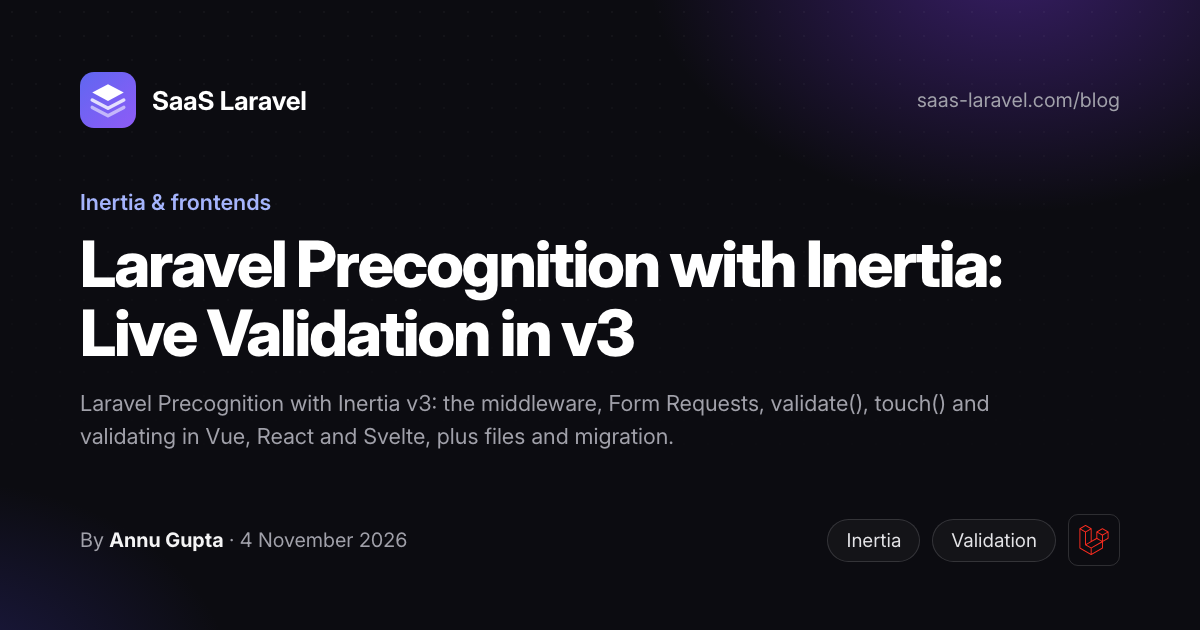 SaaS Laravel
saas-laravel.com/blog
Inertia & frontends
Laravel Precognition with Inertia:
Live Validation in v3
Laravel Precognition with Inertia v3: the middleware, Form Requests, validate(), touch() and
validating in Vue, React and Svelte, plus files and migration.
By Annu Gupta · 4 November 2026
Inertia
Validation